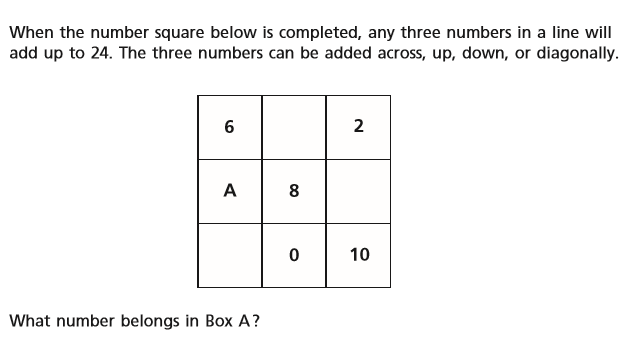 When the number square below is completed, any three numbers in a line will
add up to 24. The three numbers can be added across, up, down, or diagonally.
6 2
A 8
0 10
What number belongs in Box A?